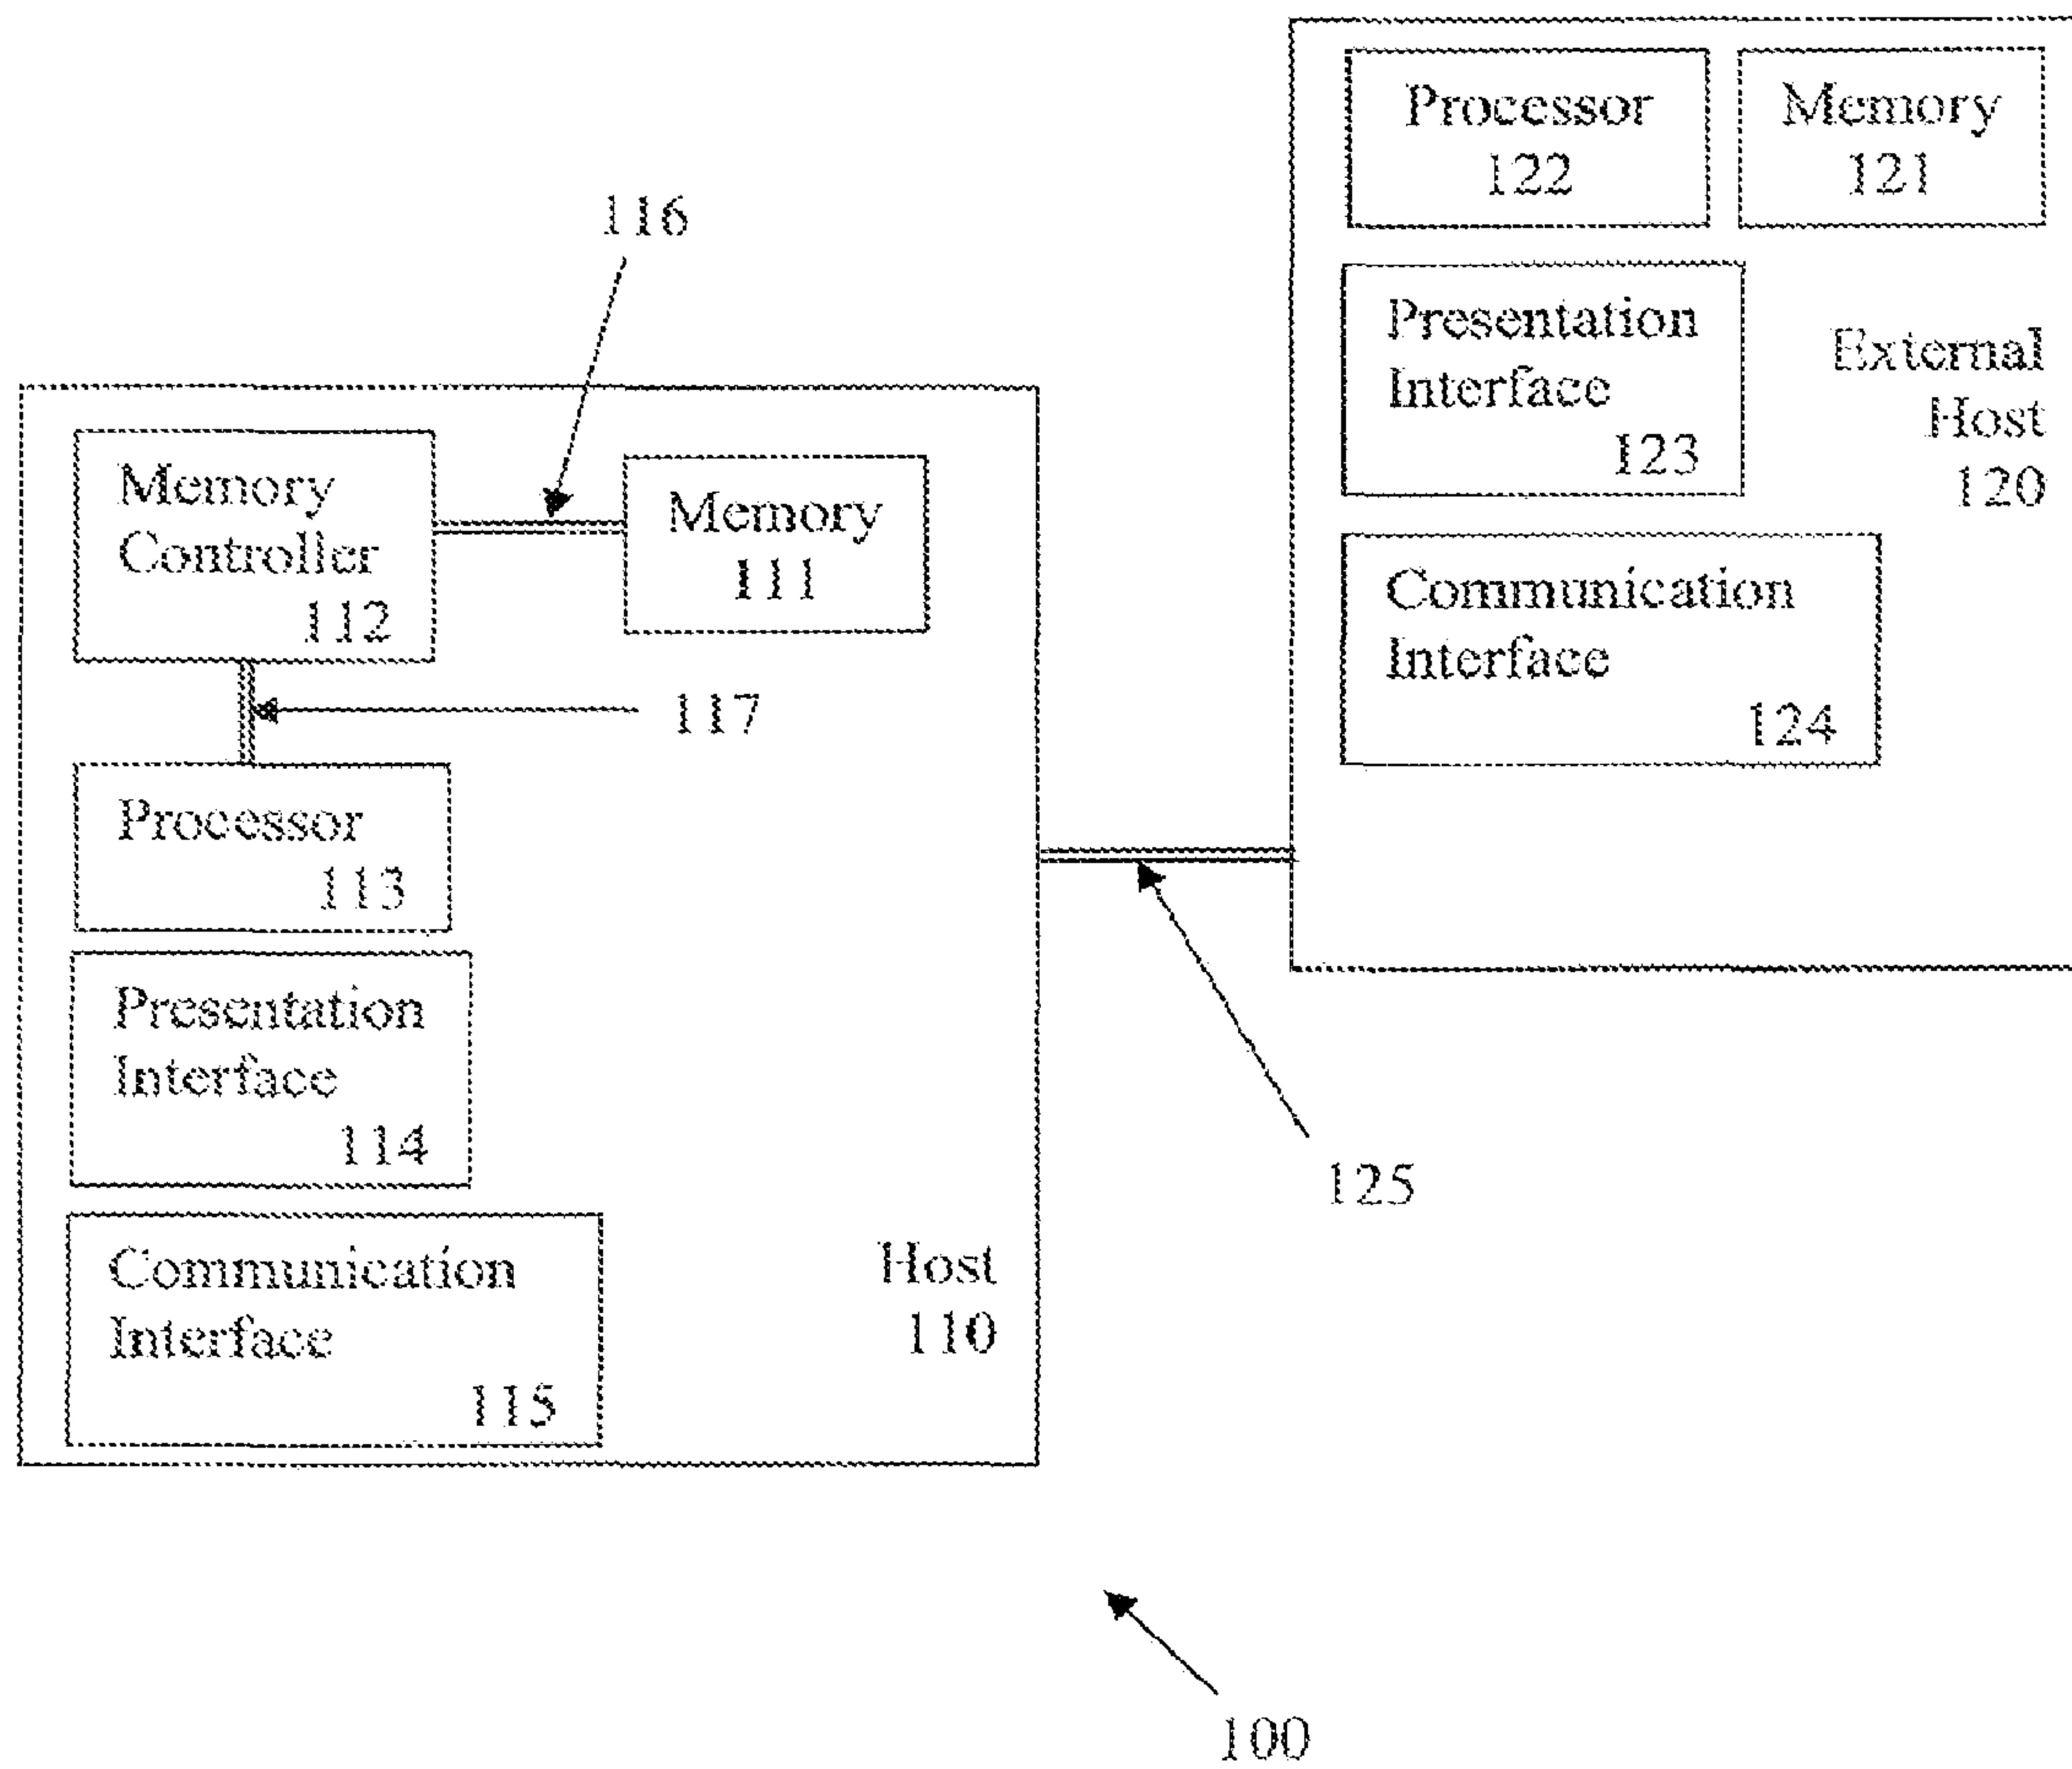 Processor
122
Memory
121
Presentation
Interface
123
External
Host
120
Communication
Interface
124
116
Memory
Controller
112
Memory
111
117
Processor
113
Presentation
Interface
114
Communication
Interface
115
Host
110
125
100